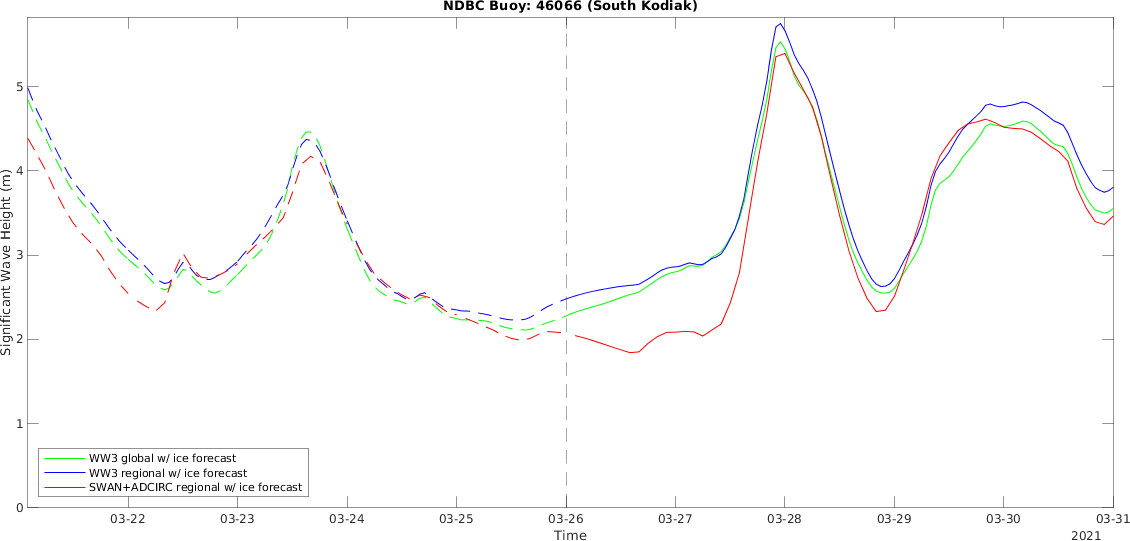 NDBC Buoy: 46066 (South Kodiak)
Significant Wave Height (m)
5
4
3
2
1
0
WW3 global w/ ice forecast
WW3 regional w/ ice forecast
SWAN+ADCIRC regional w/ ice forecast
03-22 03-23 03-24 03-25 03-26 03-27 03-28 03-29 03-30 03-31
Time
2021